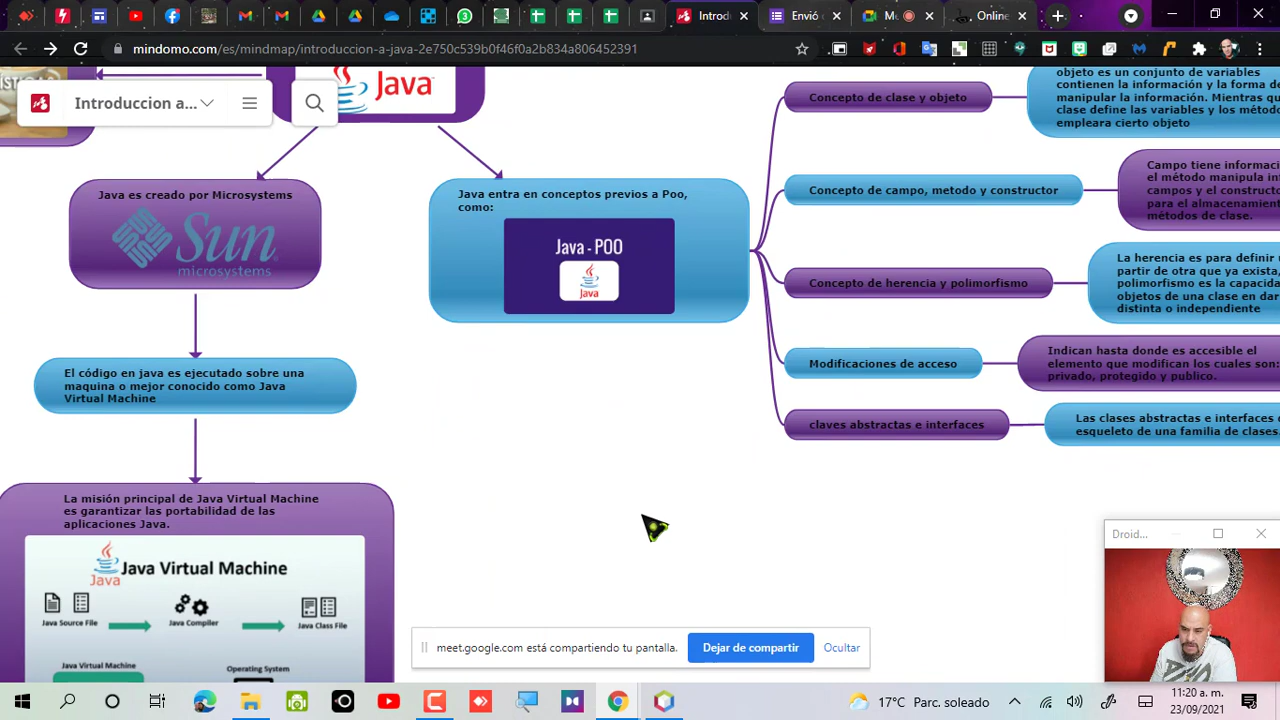 Introd
Envió c
M
Online
mindomo.com/es/mindmap/introduccion-a-java-2e750c539b0f46f0a2b834a806452391
ÍSTICAS
Introduccion a...
Java
Java es creado por Microsystems
Sun
microsystems
El código en java es ejecutado sobre una
maquina o mejor conocido como Java
Virtual Machine
La misión principal de Java Virtual Machine
es garantizar las portabilidad de las
aplicaciones Java.
Java
Java Virtual Machine
Java Source File
Java Compiler
Java Class File
Java Virtual Machine
Operating System
Java entra en conceptos previos a Poo,
como:
Java - POO
Java
Concepto de clase y objeto
objeto es un conjunto de variables
contienen la información y la forma de
manipular la información. Mientras qu
clase define las variables y los método
empleara cierto objeto
Concepto de campo, metodo y constructor
Campo tiene informaci
el método manipula in
campos y el construct
para el almacenamient
métodos de clase.
Concepto de herencia y polimorfismo
La herencia es para definir u
partir de otra que ya exista,
polimorfismo es la capacida
objetos de una clase en dar
distinta o independiente
Modificaciones de acceso
Indican hasta donde es accesible el
elemento que modifican los cuales son:
privado, protegido y publico.
claves abstractas e interfaces
Las clases abstractas e interfaces
esqueleto de una familia de clases.
Droid...
meet.google.com está compartiendo tu pantalla.
Dejar de compartir
Ocultar
17°C Parc. soleado
11:20 a. m.
23/09/2021